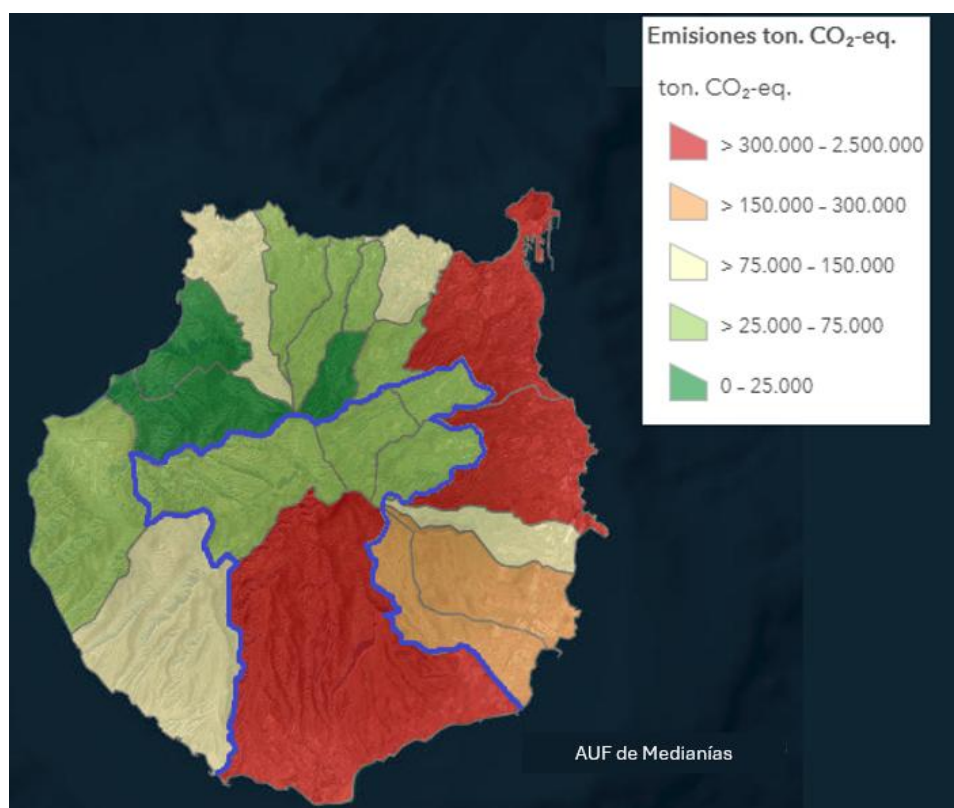 Emisiones ton. CO₂-eq.
ton. CO₂-eq.
> 300.000 - 2.500.000
> 150.000 - 300.000
> 75.000 - 150.000
> 25.000 - 75.000
0 - 25.000
AUF de Medianías